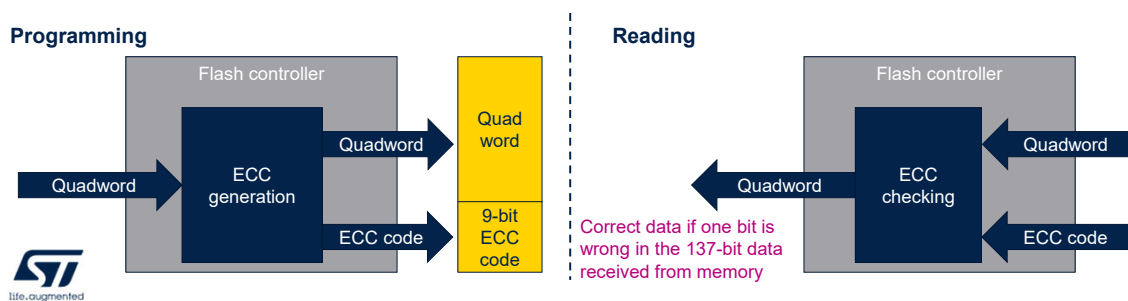 Programming
Flash controller
Quadword
ECC
generation
Quadword
ECC code
Quad
word
9-bit
ECC
code
life.augmented
Reading
Flash controller
Quadword
ECC
checking
Quadword
ECC code
Correct data if one bit is
wrong in the 137-bit data
received from memory